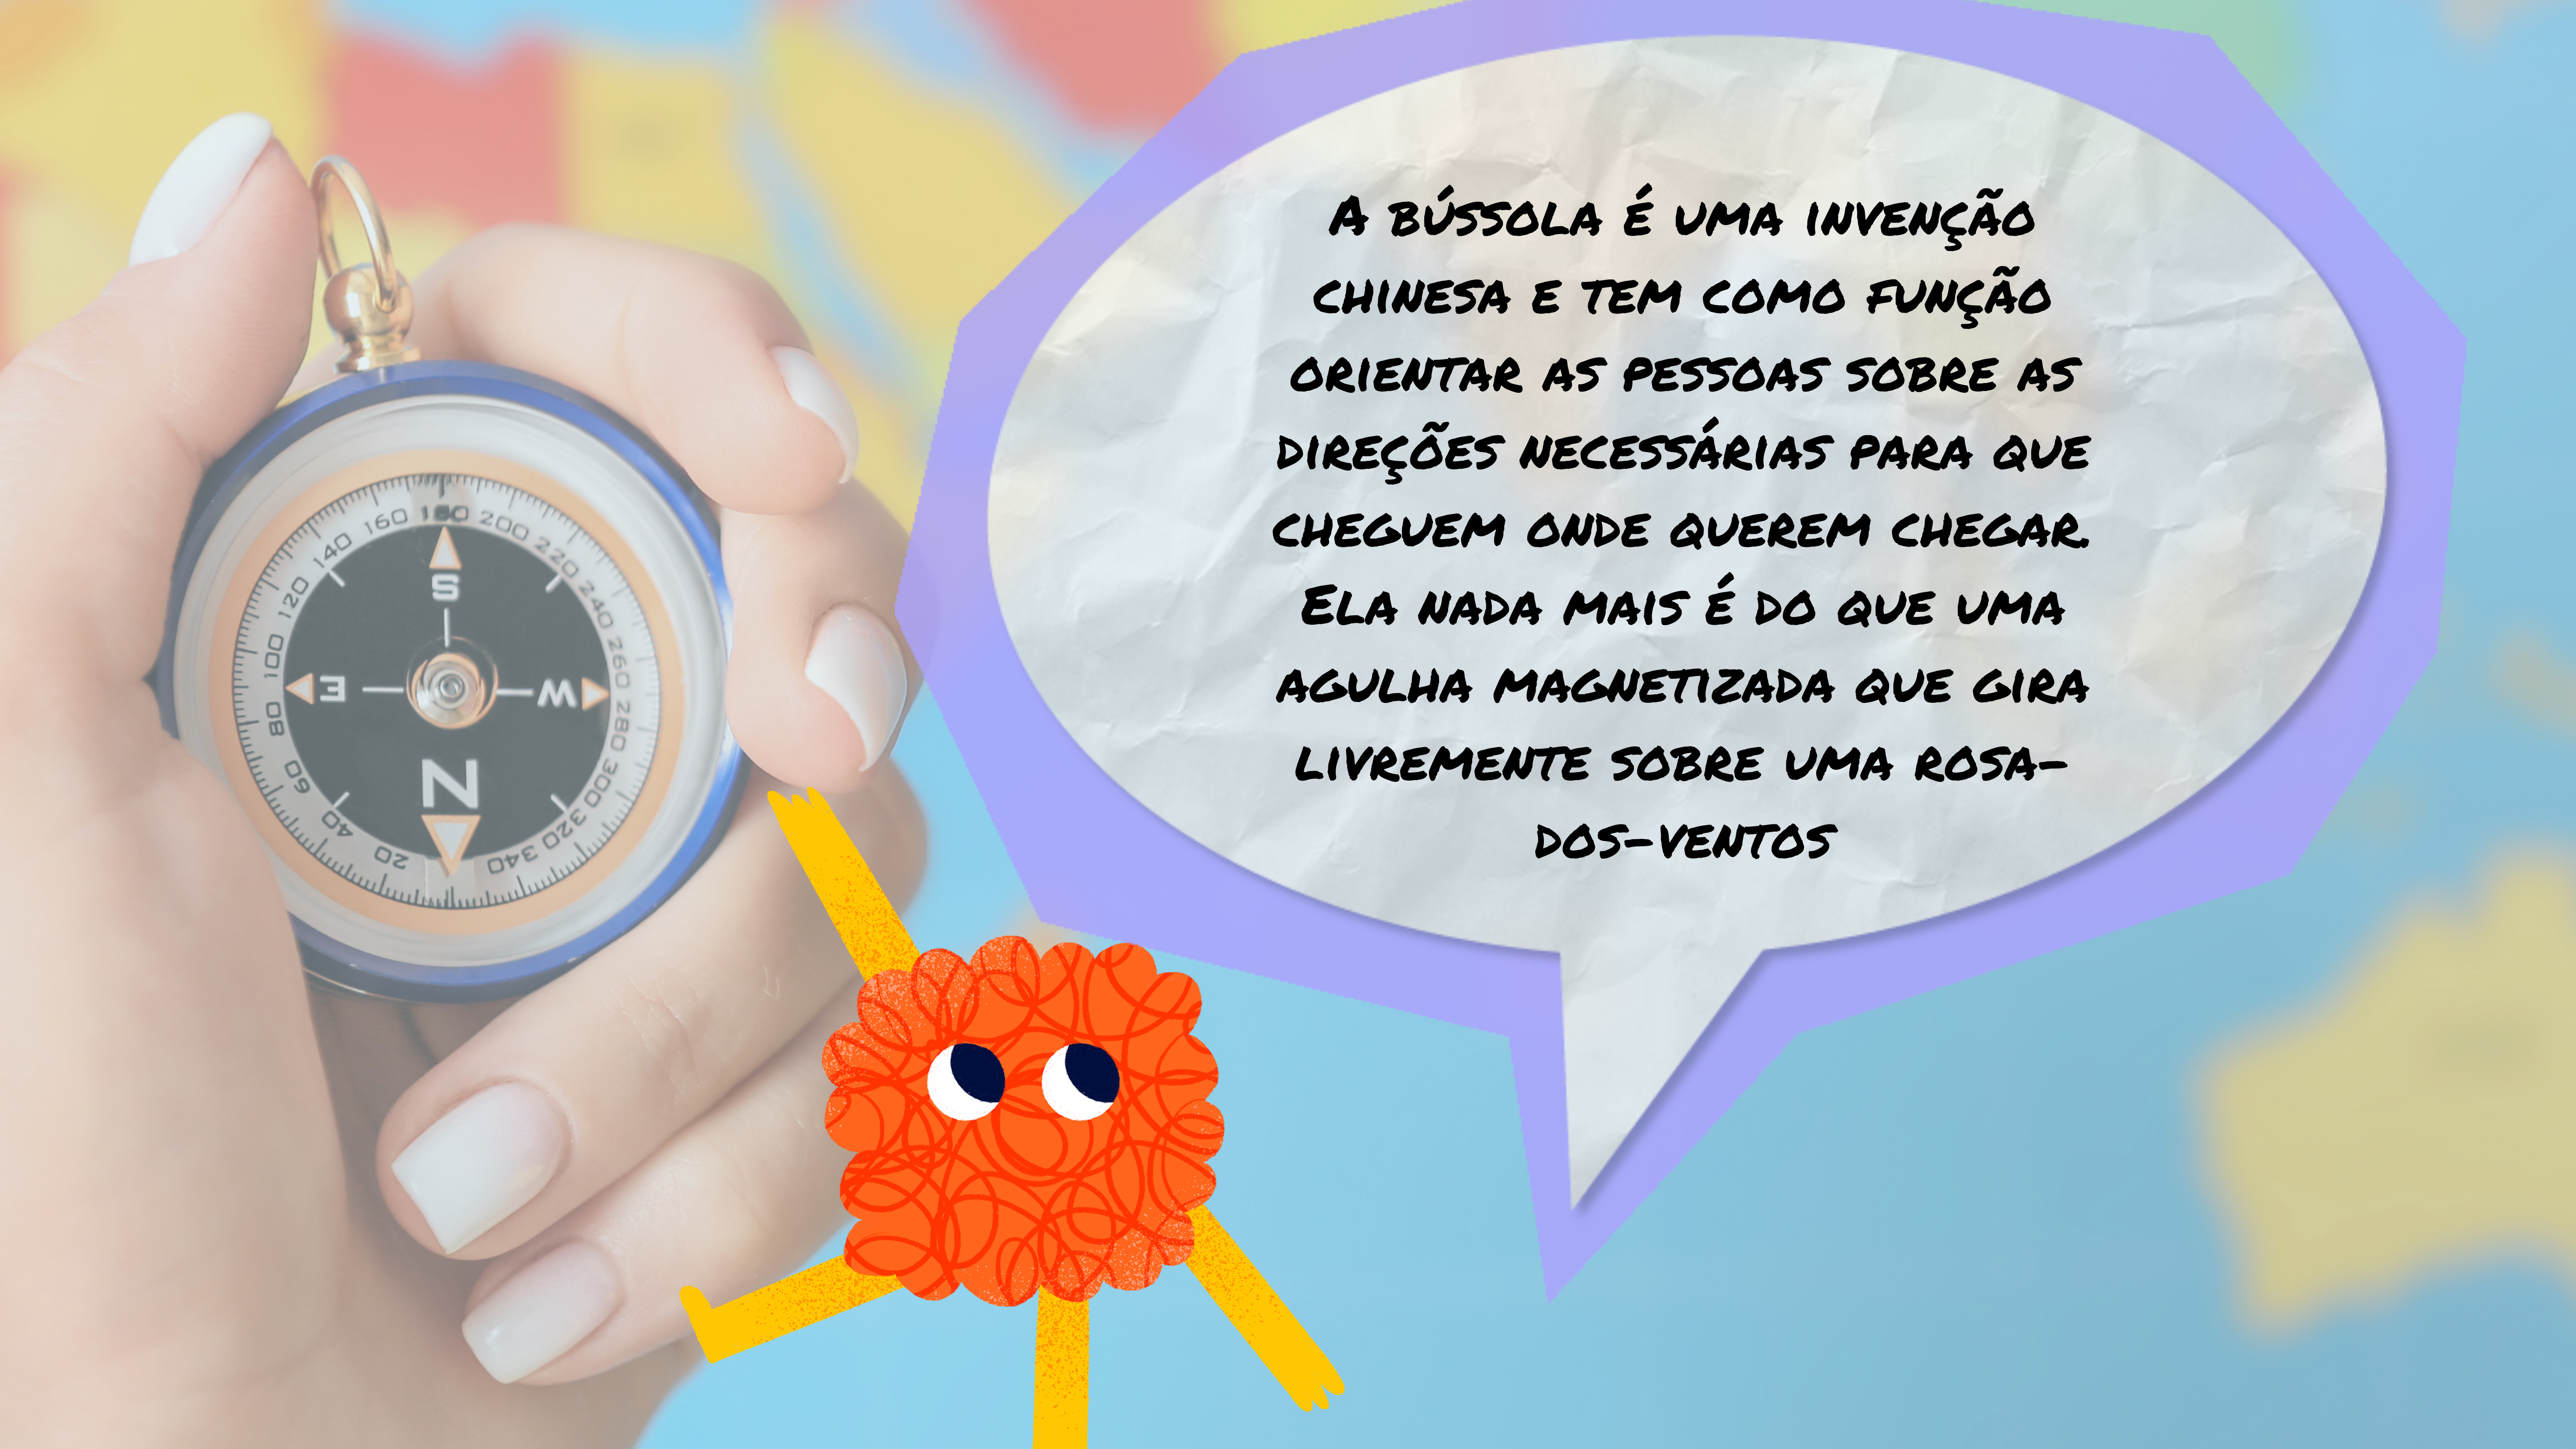 A BÚSSOLA É UMA INVENÇÃO
CHINESA E TEM COMO FUNÇÃO
ORIENTAR AS PESSOAS SOBRE AS
DIREÇÕES NECESSÁRIAS PARA QUE
CHEGUEM ONDE QUEREM CHEGAR.
ELA NADA MAIS É DO QUE UMA
AGULHA MAGNETIZADA QUE GIRA
LIVREMENTE SOBRE UMA ROSA-
DOS-VENTOS
160 180 200
140 220
120 S 240
100 260
E W
80 280
60 N 300
40 320
20 340